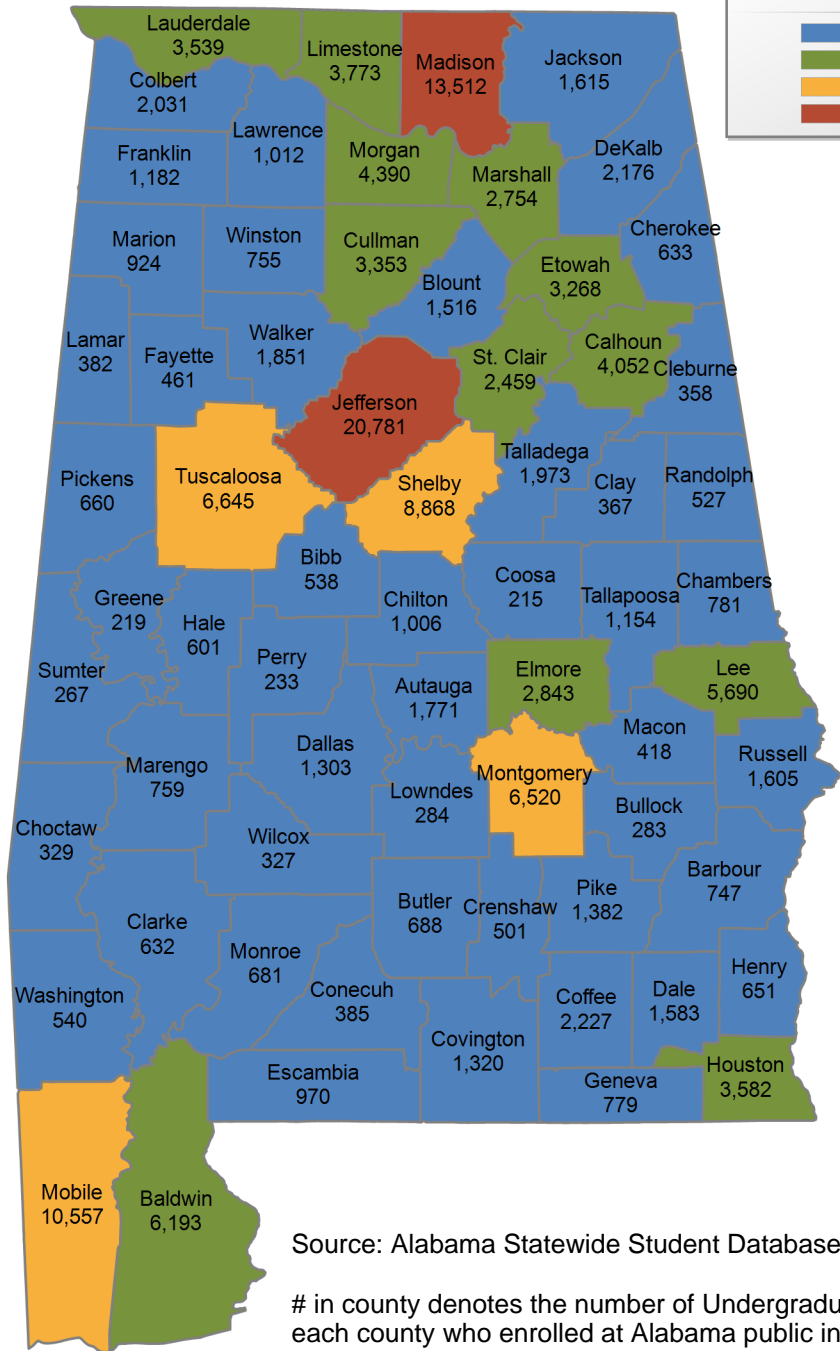 Lauderdale
3,539
Limestone
3,773
Madison
13,512
Jackson
1,615
Colbert
2,031
Lawrence
1,012
Franklin
1,182
Morgan
4,390
Marshall
2,754
DeKalb
2,176
Marion
924
Winston
755
Cullman
3,353
Cherokee
633
Etowah
3,268
Blount
1,516
Lamar
382
Fayette
461
Walker
1,851
St. Clair
2,459
Calhoun
4,052
Cleburne
358
Jefferson
20,781
Pickens
660
Tuscaloosa
6,645
Shelby
8,868
Talladega
1,973
Clay
367
Randolph
527
Bibb
538
Greene
219
Hale
601
Chilton
1,006
Coosa
215
Tallapoosa
1,154
Chambers
781
Sumter
267
Perry
233
Autauga
1,771
Elmore
2,843
Lee
5,690
Macon
418
Russell
1,605
Marengo
759
Dallas
1,303
Lowndes
284
Montgomery
6,520
Bullock
283
Choctaw
329
Wilcox
327
Barbour
747
Clarke
632
Butler
688
Crenshaw
501
Pike
1,382
Monroe
681
Conecuh
385
Washington
540
Henry
651
Coffee
2,227
Dale
1,583
Covington
1,320
Escambia
970
Geneva
779
Houston
3,582
Mobile
10,557
Baldwin
6,193
Source: Alabama Statewide Student Database
# in county denotes the number of Undergradu
each county who enrolled at Alabama public in